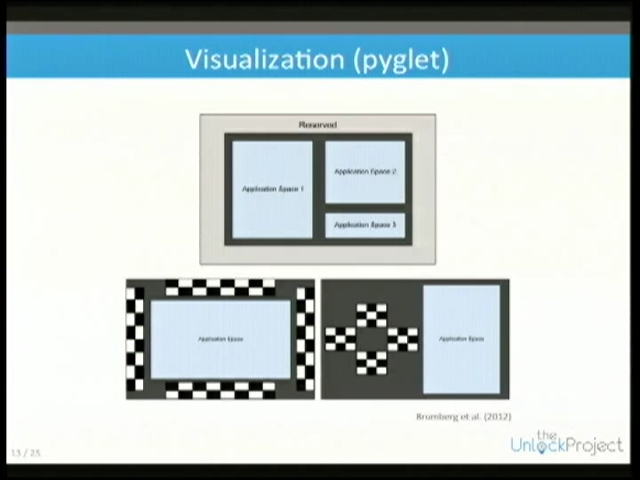 Visualization (pyglet)
Reserved
Application Space 1
Application Space 2
Application Space 3
Application Space
Application Space
Brumberg et al. (2012)
13 / 25
the
UnlockProject